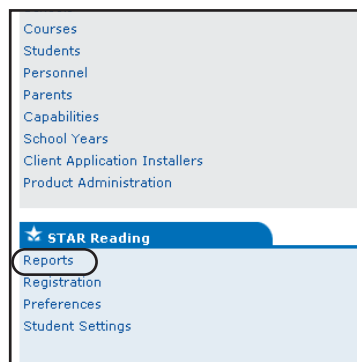 Courses
Students
Personnel
Parents
Capabilities
School Years
Client Application Installers
Product Administration
STAR Reading
Reports
Registration
Preferences
Student Settings